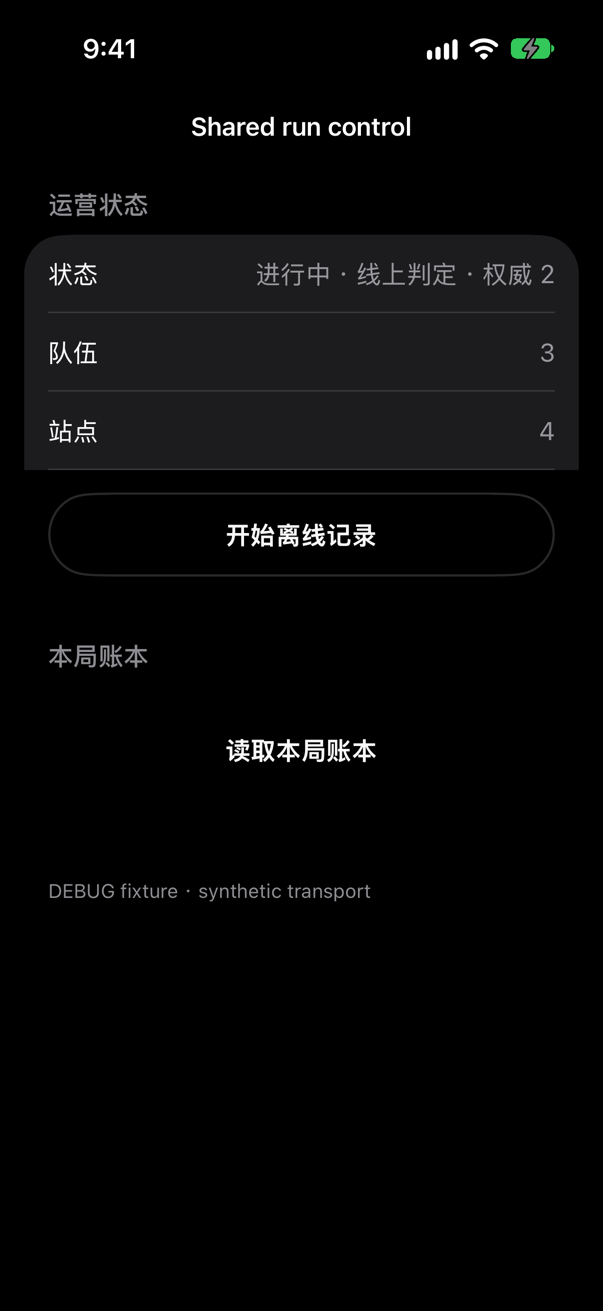 9:41
Shared run control
运营状态
状态 进行中 · 线上判定 · 权威 2
队伍 3
站点 4
开始离线记录
本局账本
读取本局账本
DEBUG fixture · synthetic transport